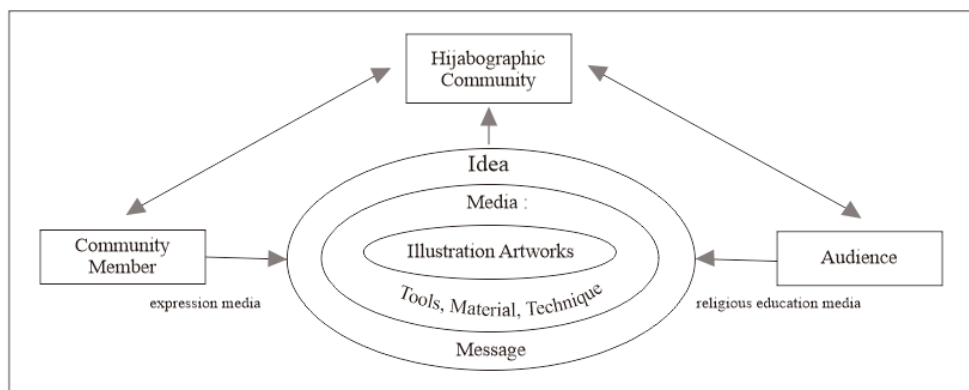 Hijabographic
Community
Idea
Media :
Illustration Artworks
Tools, Material, Technique
Message
Community
Member
expression media
Audience
religious education media